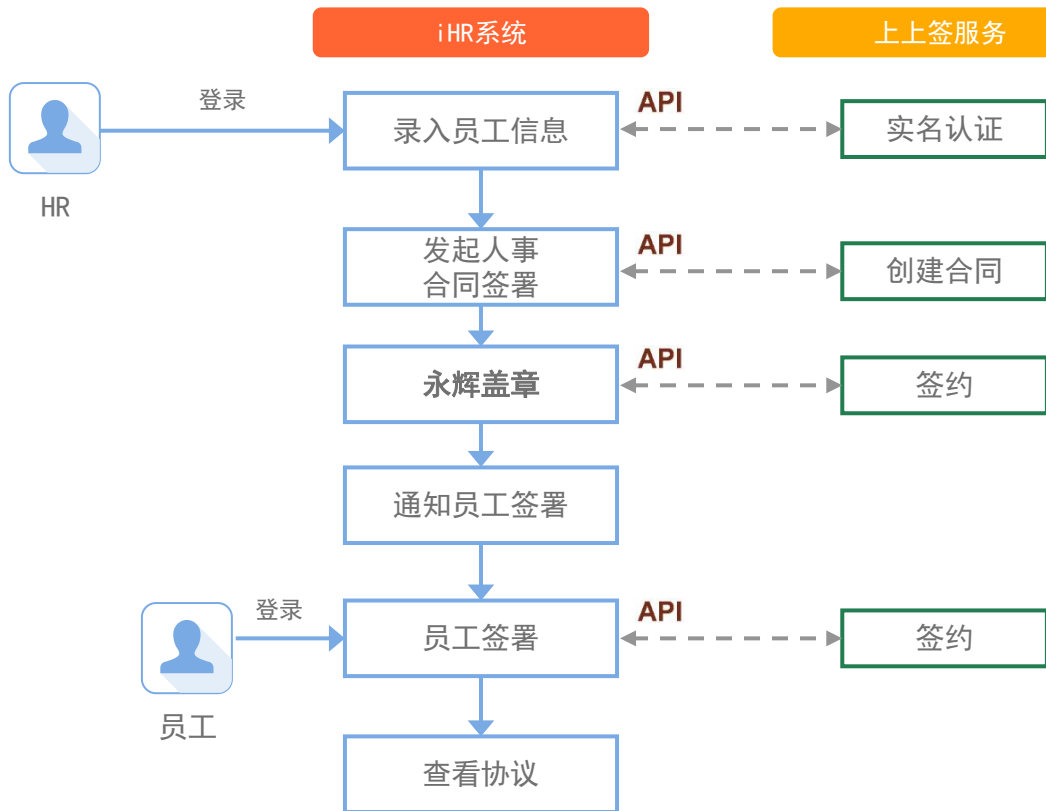 iHR系统
上上签服务
登录
API
录入员工信息
实名认证
HR
发起人事
合同签署
API
创建合同
永辉盖章
API
签约
通知员工签署
登录
员工签署
API
签约
员工
查看协议